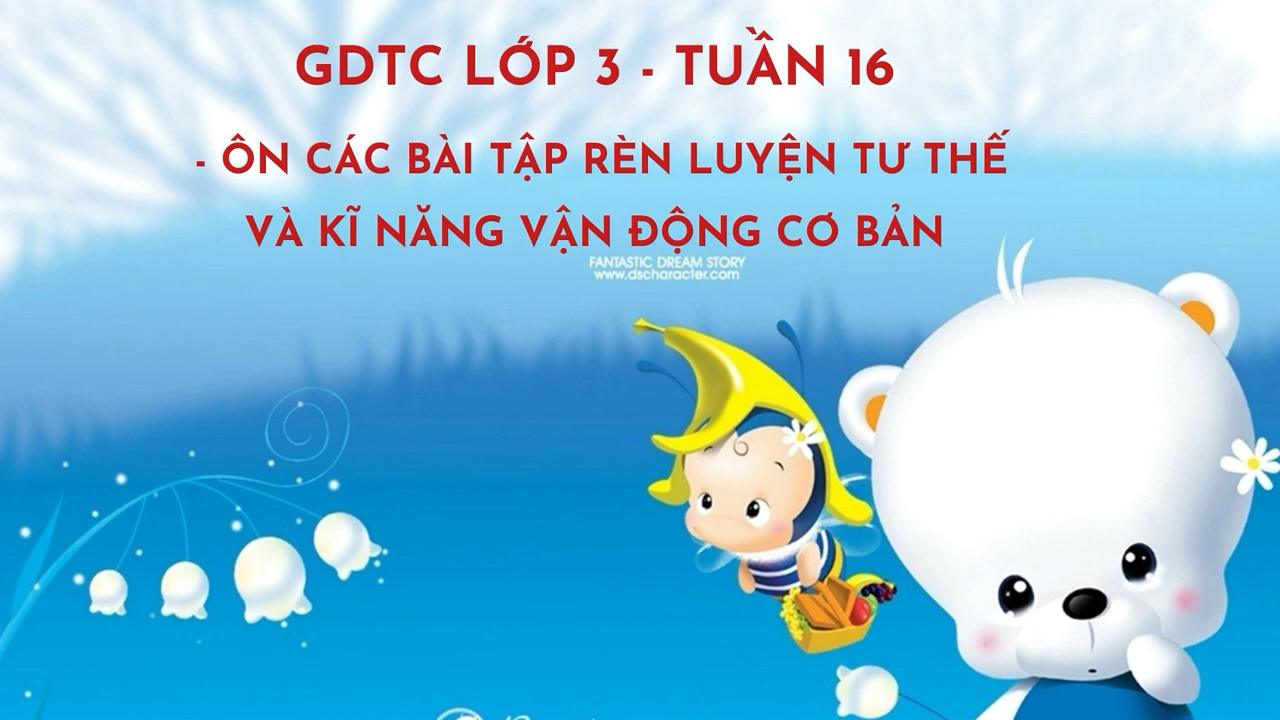 GDTC LỚP 3 - TUẦN 16
- ÔN CÁC BÀI TẬP RÈN LUYỆN TƯ THẾ
VÀ KĨ NĂNG VẬN ĐỘNG CƠ BẢN
FANTASTIC DREAM STORY
www.dscharacter.com